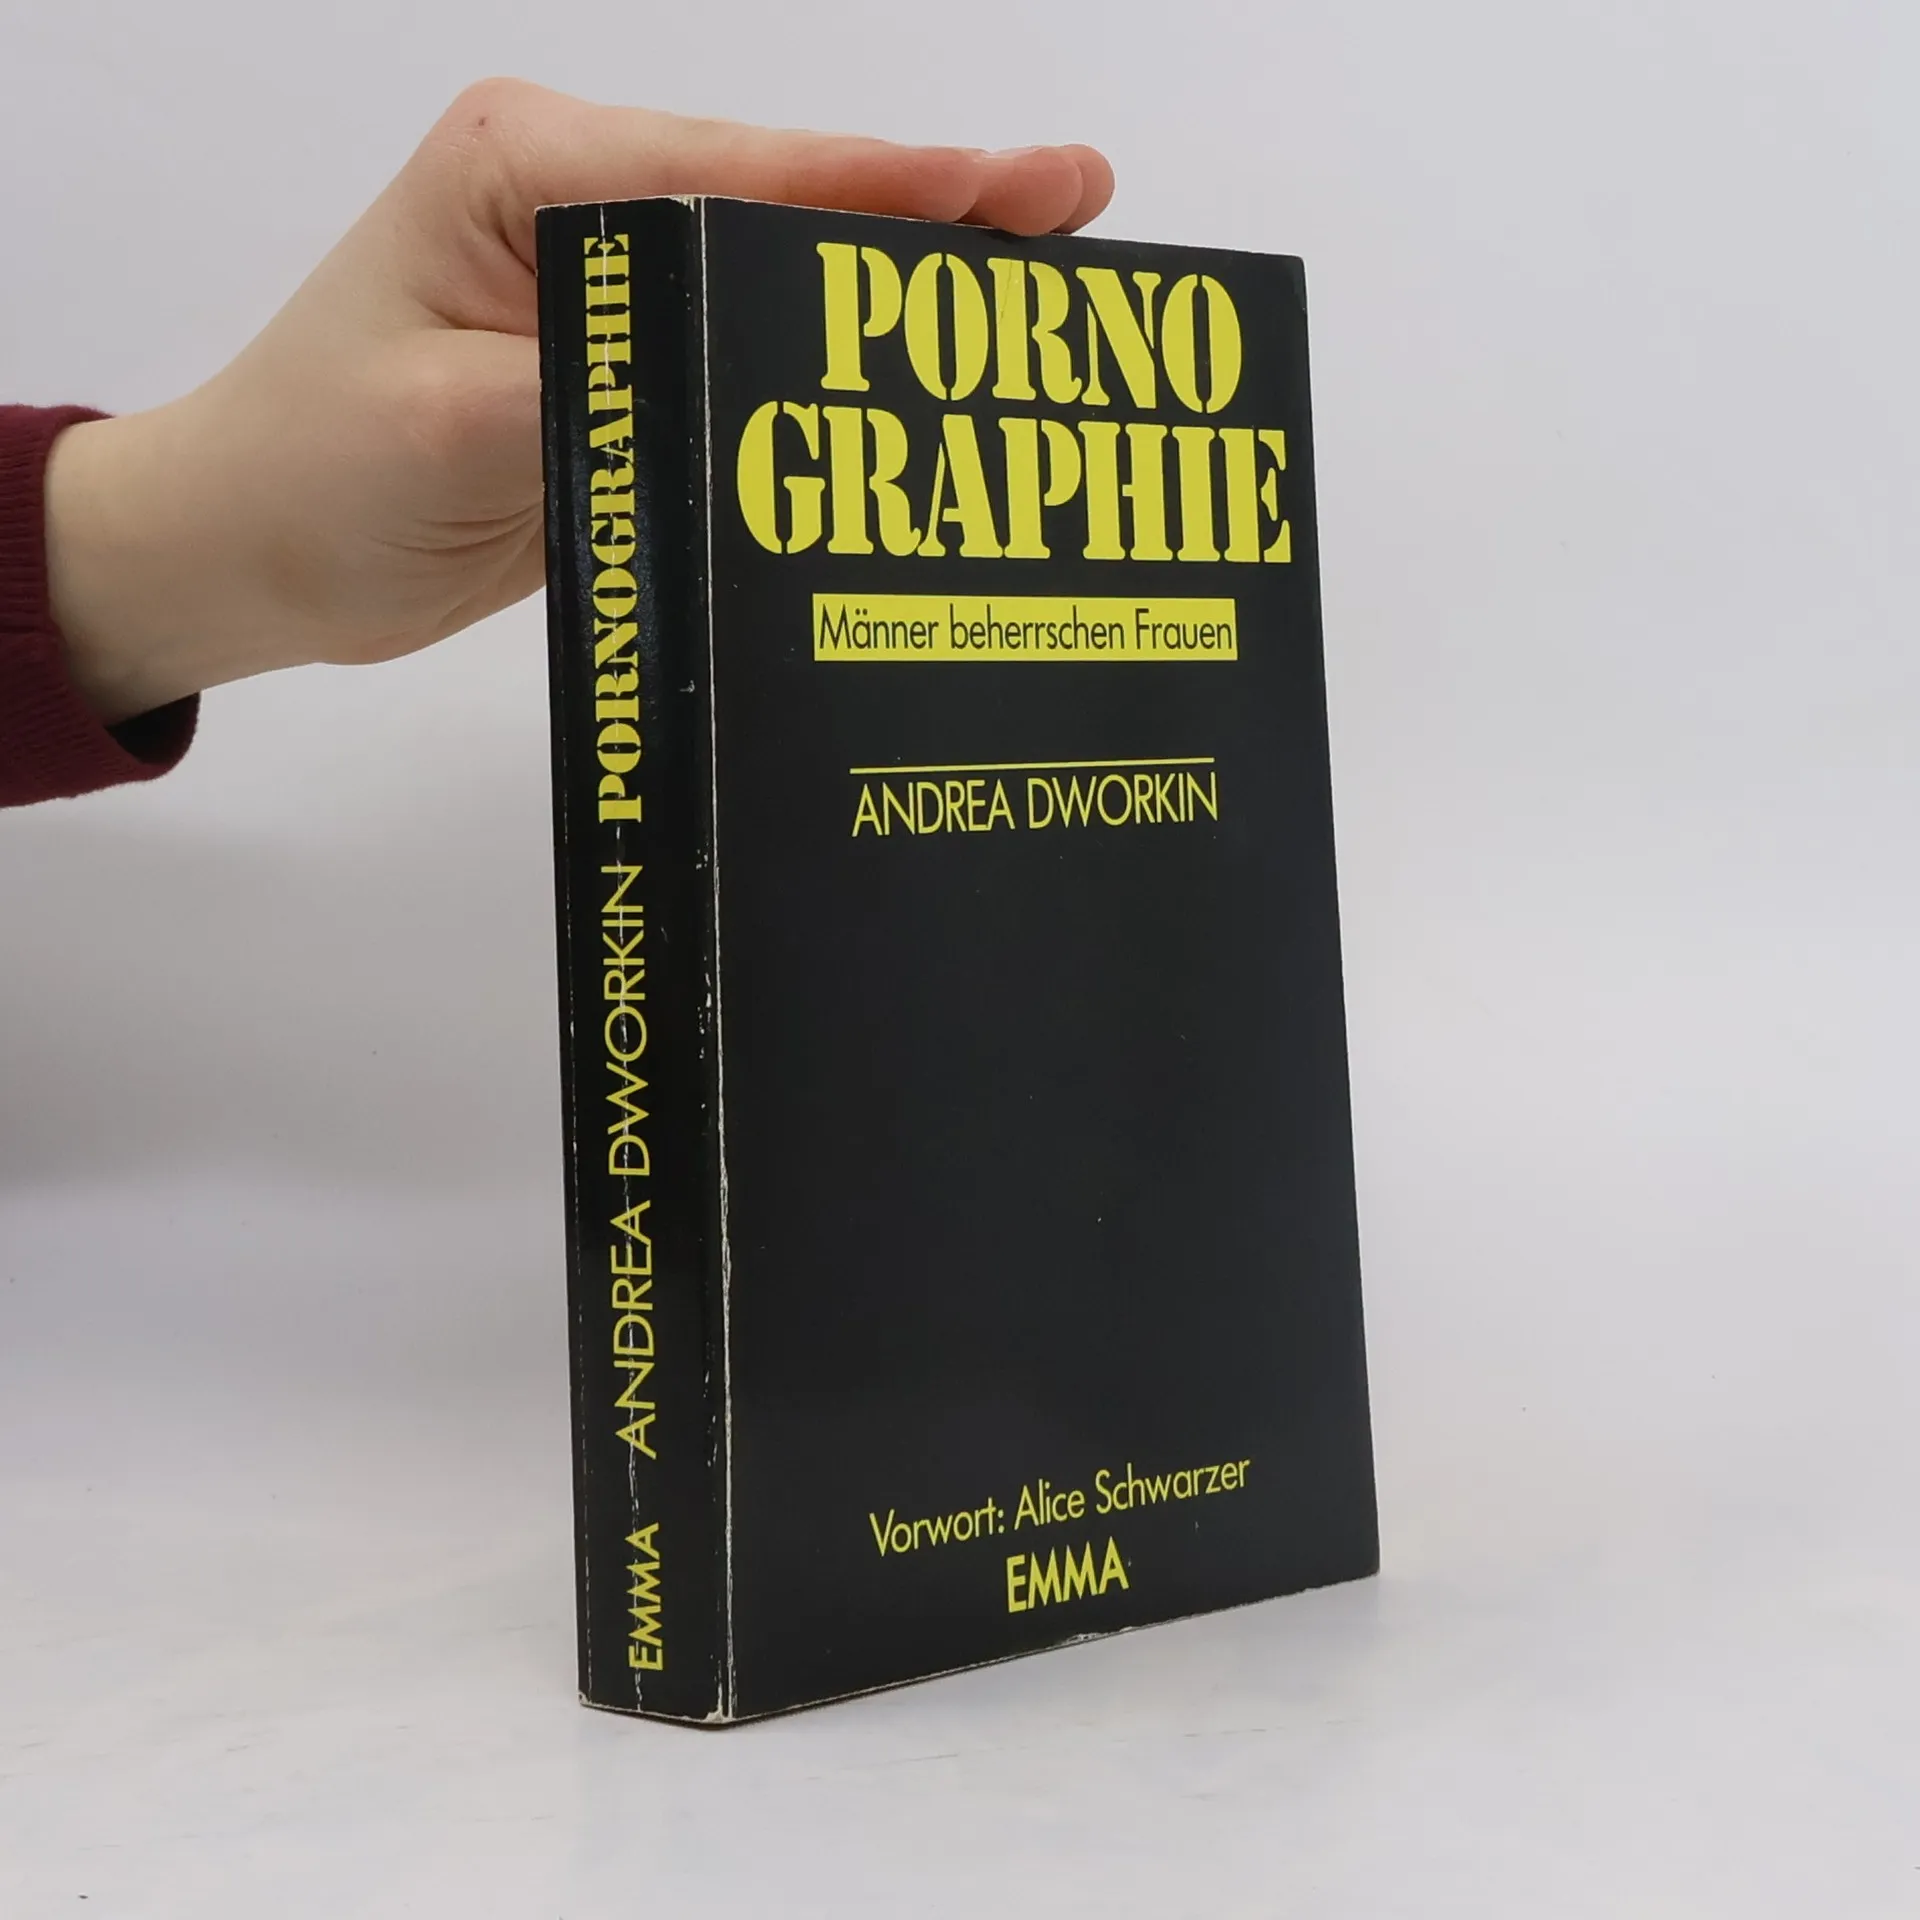 PORNO
GRAPHIE
Männer beherrschen Frauen
ANDREA DWORKIN
Vorwort: Alice Schwarzer
EMMA
EMMA ANDREA DWORKIN PORNOGRAPHIE